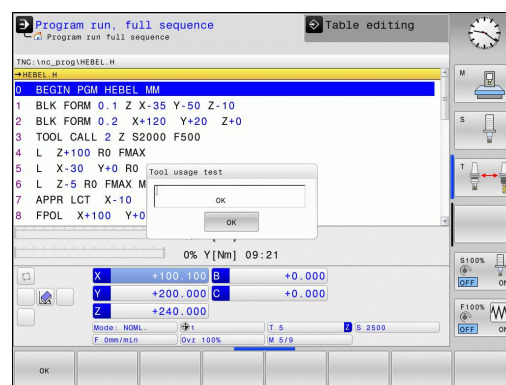 Program run, full sequence
Program run full sequence
Table editing
TNC:\nc_prog\HEBEL.H
→HEBEL.H
0 BEGIN PGM HEBEL MM
1 BLK FORM 0.1 Z X-35 Y-50 Z-10
2 BLK FORM 0.2 X+120 Y+20 Z+0
3 TOOL CALL 2 Z S2000 F500
4 L Z+100 R0 FMAX
5 L X-30 Y+0 R0
6 L Z-5 R0 FMAX M
7 APPR LCT X-10
8 FPOL X+100 Y+0
Tool usage test
OK
OK
0% Y[Nm] 09:21
X +100.100 B +0.000
Y +200.000 C +0.000
Z +240.000
Mode: NOML. 1 T 5 Z S 2500
F 0mm/min Ovr 100% M 5/9
OK
M
S
T
S100%
OFF ON
F100%
OFF ON